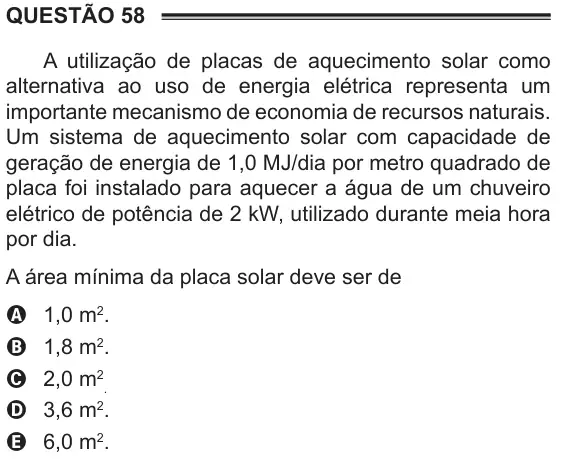 QUESTÃO 58
A utilização de placas de aquecimento solar como
alternativa ao uso de energia elétrica representa um
importante mecanismo de economia de recursos naturais.
Um sistema de aquecimento solar com capacidade de
geração de energia de 1,0 MJ/dia por metro quadrado de
placa foi instalado para aquecer a água de um chuveiro
elétrico de potência de 2 kW, utilizado durante meia hora
por dia.
A área mínima da placa solar deve ser de
A 1,0 m².
B 1,8 m².
C 2,0 m².
D 3,6 m².
E 6,0 m².